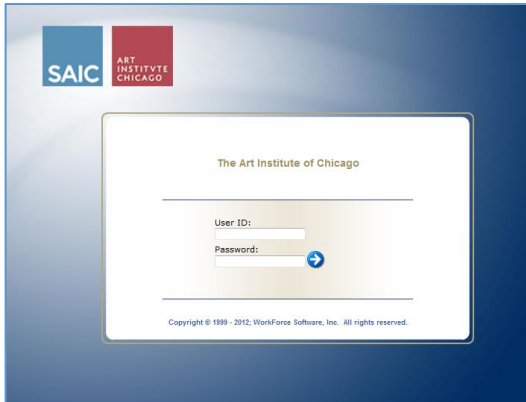 SAIC
ART
INSTITVTE
CHICAGO
The Art Institute of Chicago
User ID:
Password:
Copyright © 1999 - 2012; WorkForce Software, Inc. All rights reserved.